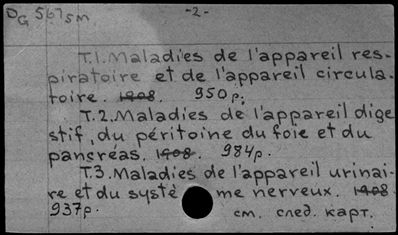 DG 567 sm -2-
T.1. Maladies de l'appareil res-
piratoire et de l'appareil circula-
toire. 1908. 950p.
T.2. Maladies de l'appareil dige
stif, du péritoine du foie et du
pancréas. 1908. 984p.
T.3. Maladies de l'appareil urinai-
re et du système nerveux. 1908.
937p. см. след. карт.